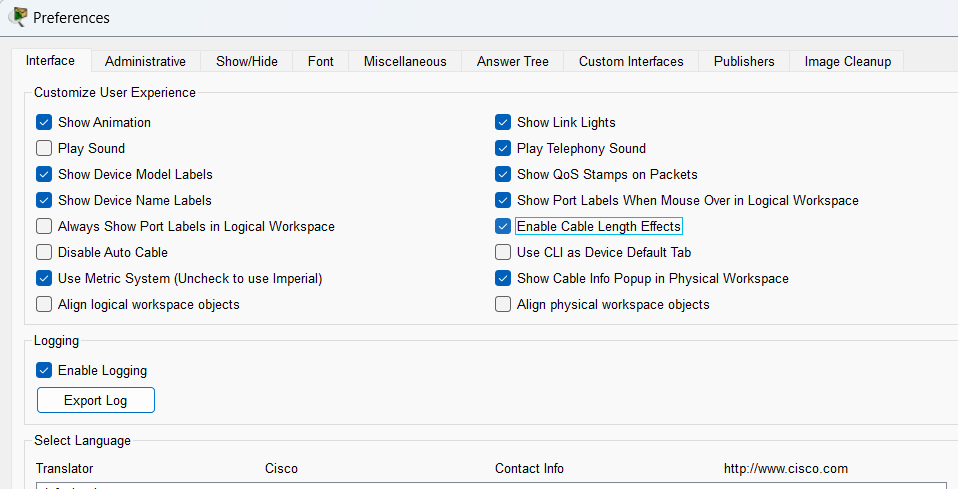 Preferences
Interface Administrative Show/Hide Font Miscellaneous Answer Tree Custom Interfaces Publishers Image Cleanup
Customize User Experience
Show Animation Show Link Lights
Play Sound Play Telephony Sound
Show Device Model Labels Show QoS Stamps on Packets
Show Device Name Labels Show Port Labels When Mouse Over in Logical Workspace
Always Show Port Labels in Logical Workspace Enable Cable Length Effects
Disable Auto Cable Use CLI as Device Default Tab
Use Metric System (Uncheck to use Imperial) Show Cable Info Popup in Physical Workspace
Align logical workspace objects Align physical workspace objects
Logging
Enable Logging
Export Log
Select Language
Translator Cisco Contact Info http://www.cisco.com